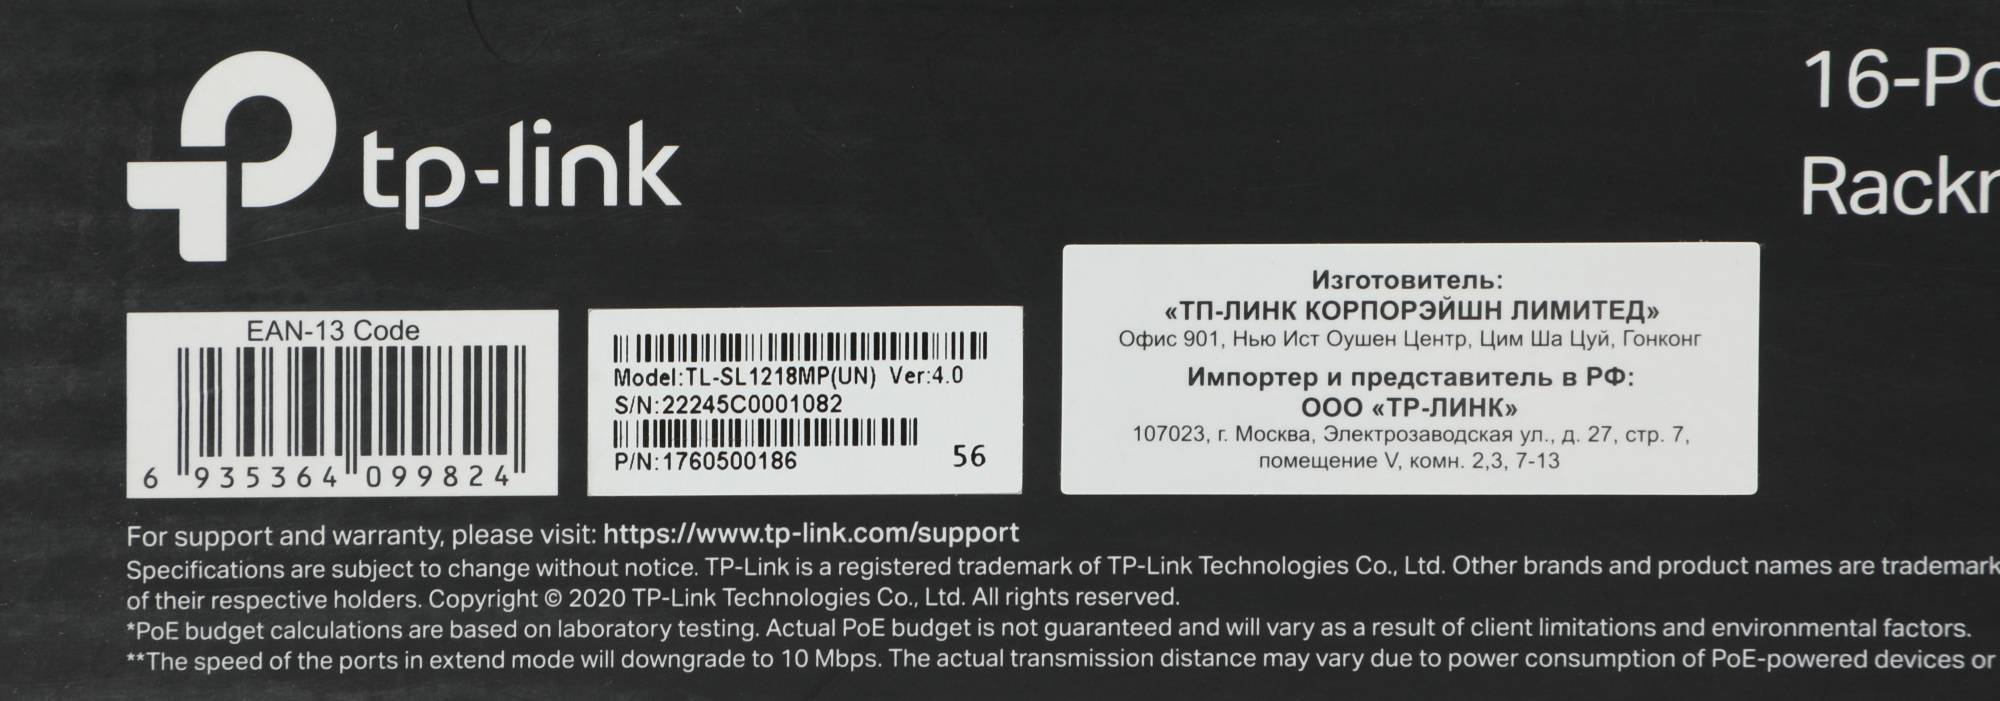 tp-link
16-Po
Rackr
EAN-13 Code
6 935364 099824
Model:TL-SL1218MP(UN) Ver:4.0
S/N:22245C0001082
P/N:1760500186
56
Изготовитель:
«ТП-ЛИНК КОРПОРЭЙШН ЛИМИТЕД»
Офис 901, Нью Ист Оушен Центр, Цим Ша Цуй, Гонконг
Импортер и представитель в РФ:
ООО «ТР-ЛИНК»
107023, г. Москва, Электрозаводская ул., д. 27, стр. 7,
помещение V, комн. 2,3, 7-13
For support and warranty, please visit: https://www.tp-link.com/support
Specifications are subject to change without notice. TP-Link is a registered trademark of TP-Link Technologies Co., Ltd. Other brands and product names are trademark
of their respective holders. Copyright © 2020 TP-Link Technologies Co., Ltd. All rights reserved.
*PoE budget calculations are based on laboratory testing. Actual PoE budget is not guaranteed and will vary as a result of client limitations and environmental factors.
**The speed of the ports in extend mode will downgrade to 10 Mbps. The actual transmission distance may vary due to power consumption of PoE-powered devices or